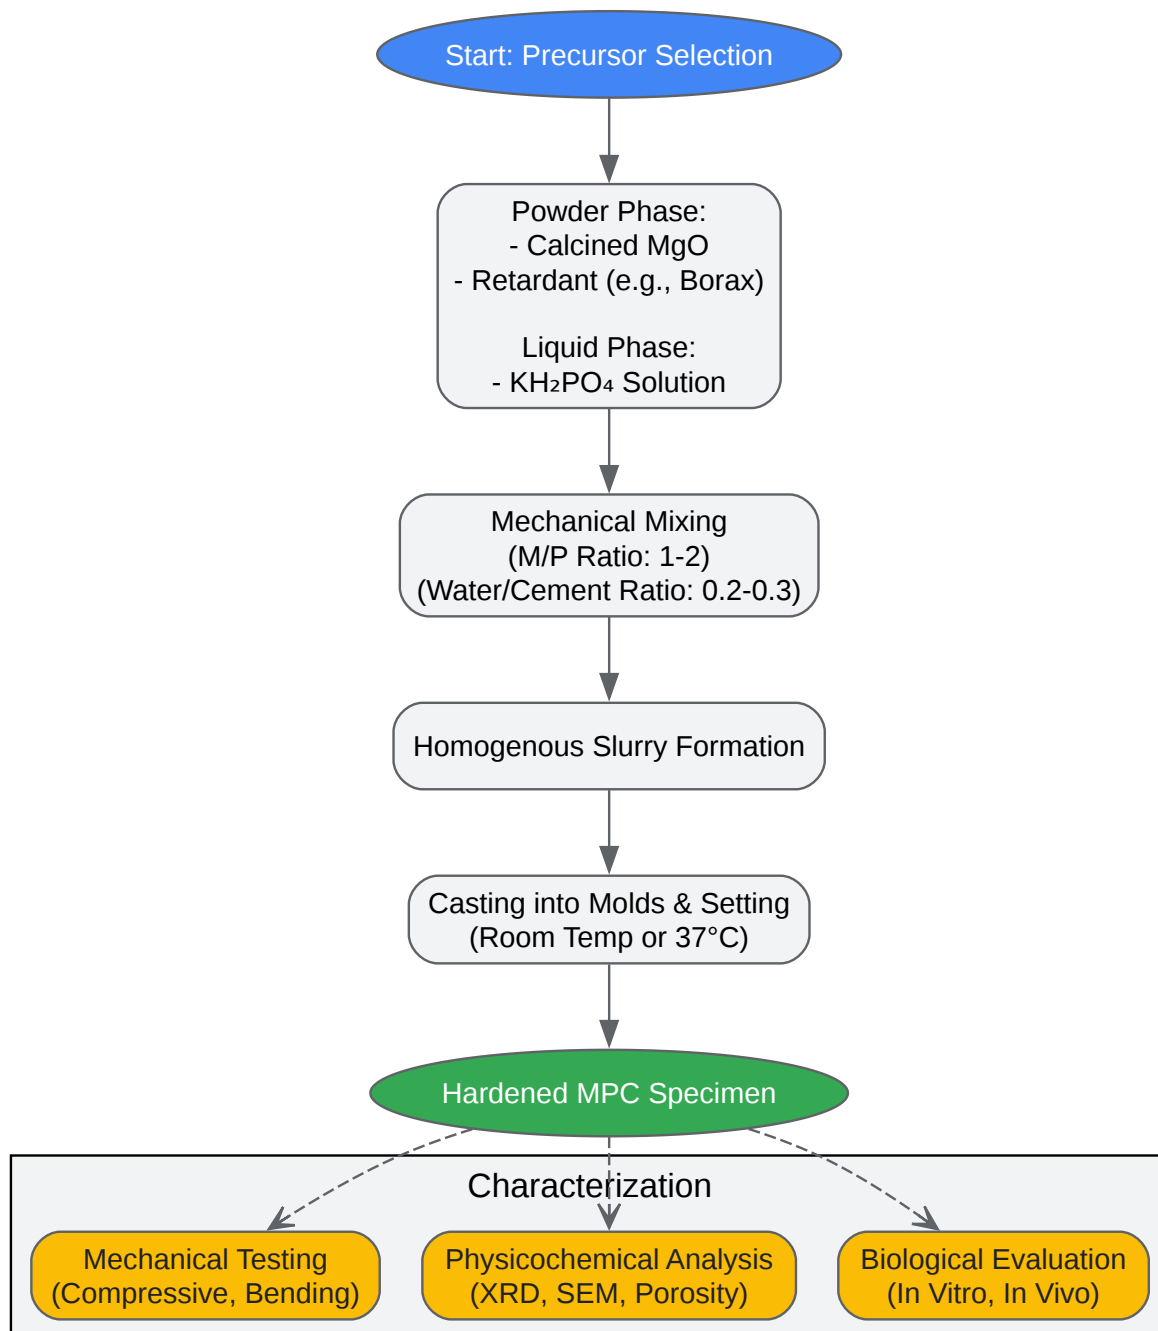 Start: Precursor Selection
Powder Phase:
- Calcined MgO
- Retardant (e.g., Borax)
Liquid Phase:
- KH₂PO₄ Solution
Mechanical Mixing
(M/P Ratio: 1-2)
(Water/Cement Ratio: 0.2-0.3)
Homogenous Slurry Formation
Casting into Molds & Setting
(Room Temp or 37°C)
Hardened MPC Specimen
Characterization
Mechanical Testing
(Compressive, Bending)
Physicochemical Analysis
(XRD, SEM, Porosity)
Biological Evaluation
(In Vitro, In Vivo)